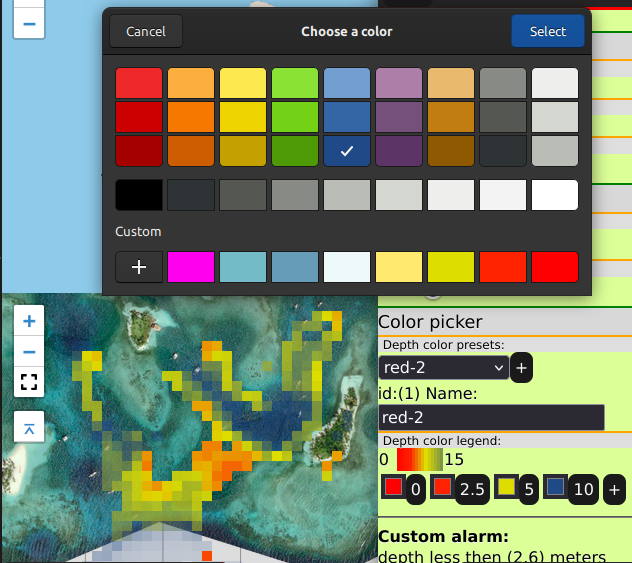 Cancel
Choose a color
Select
Custom
+
+
−
−
Color picker
Depth color presets:
red-2
+
id:(1) Name:
red-2
Depth color legend:
0 15
0 2.5 5 10 +
Custom alarm:
depth less then (2.6) meters